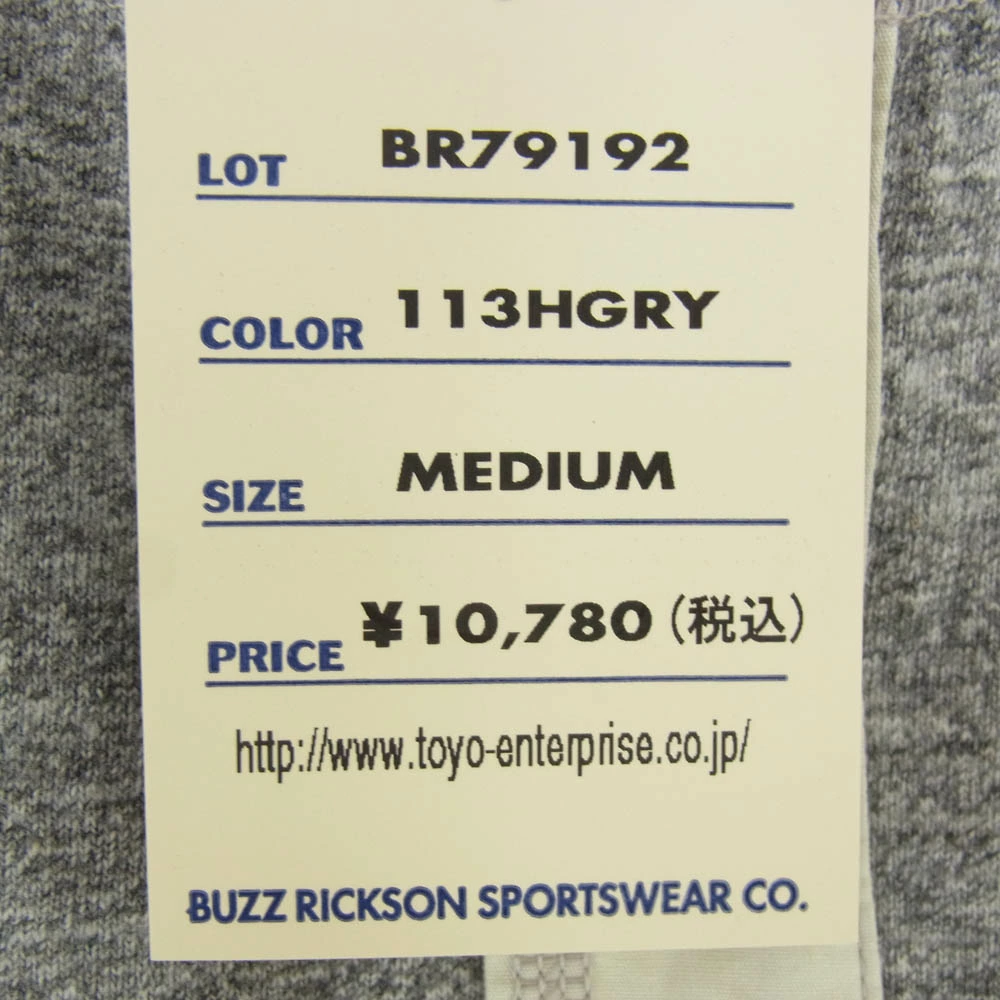 LOT BR79192
COLOR 113HGRY
SIZE MEDIUM
PRICE ¥10,780(税込)
http://www.toyo-enterprise.co.jp/
BUZZ RICKSON SPORTSWEAR CO.